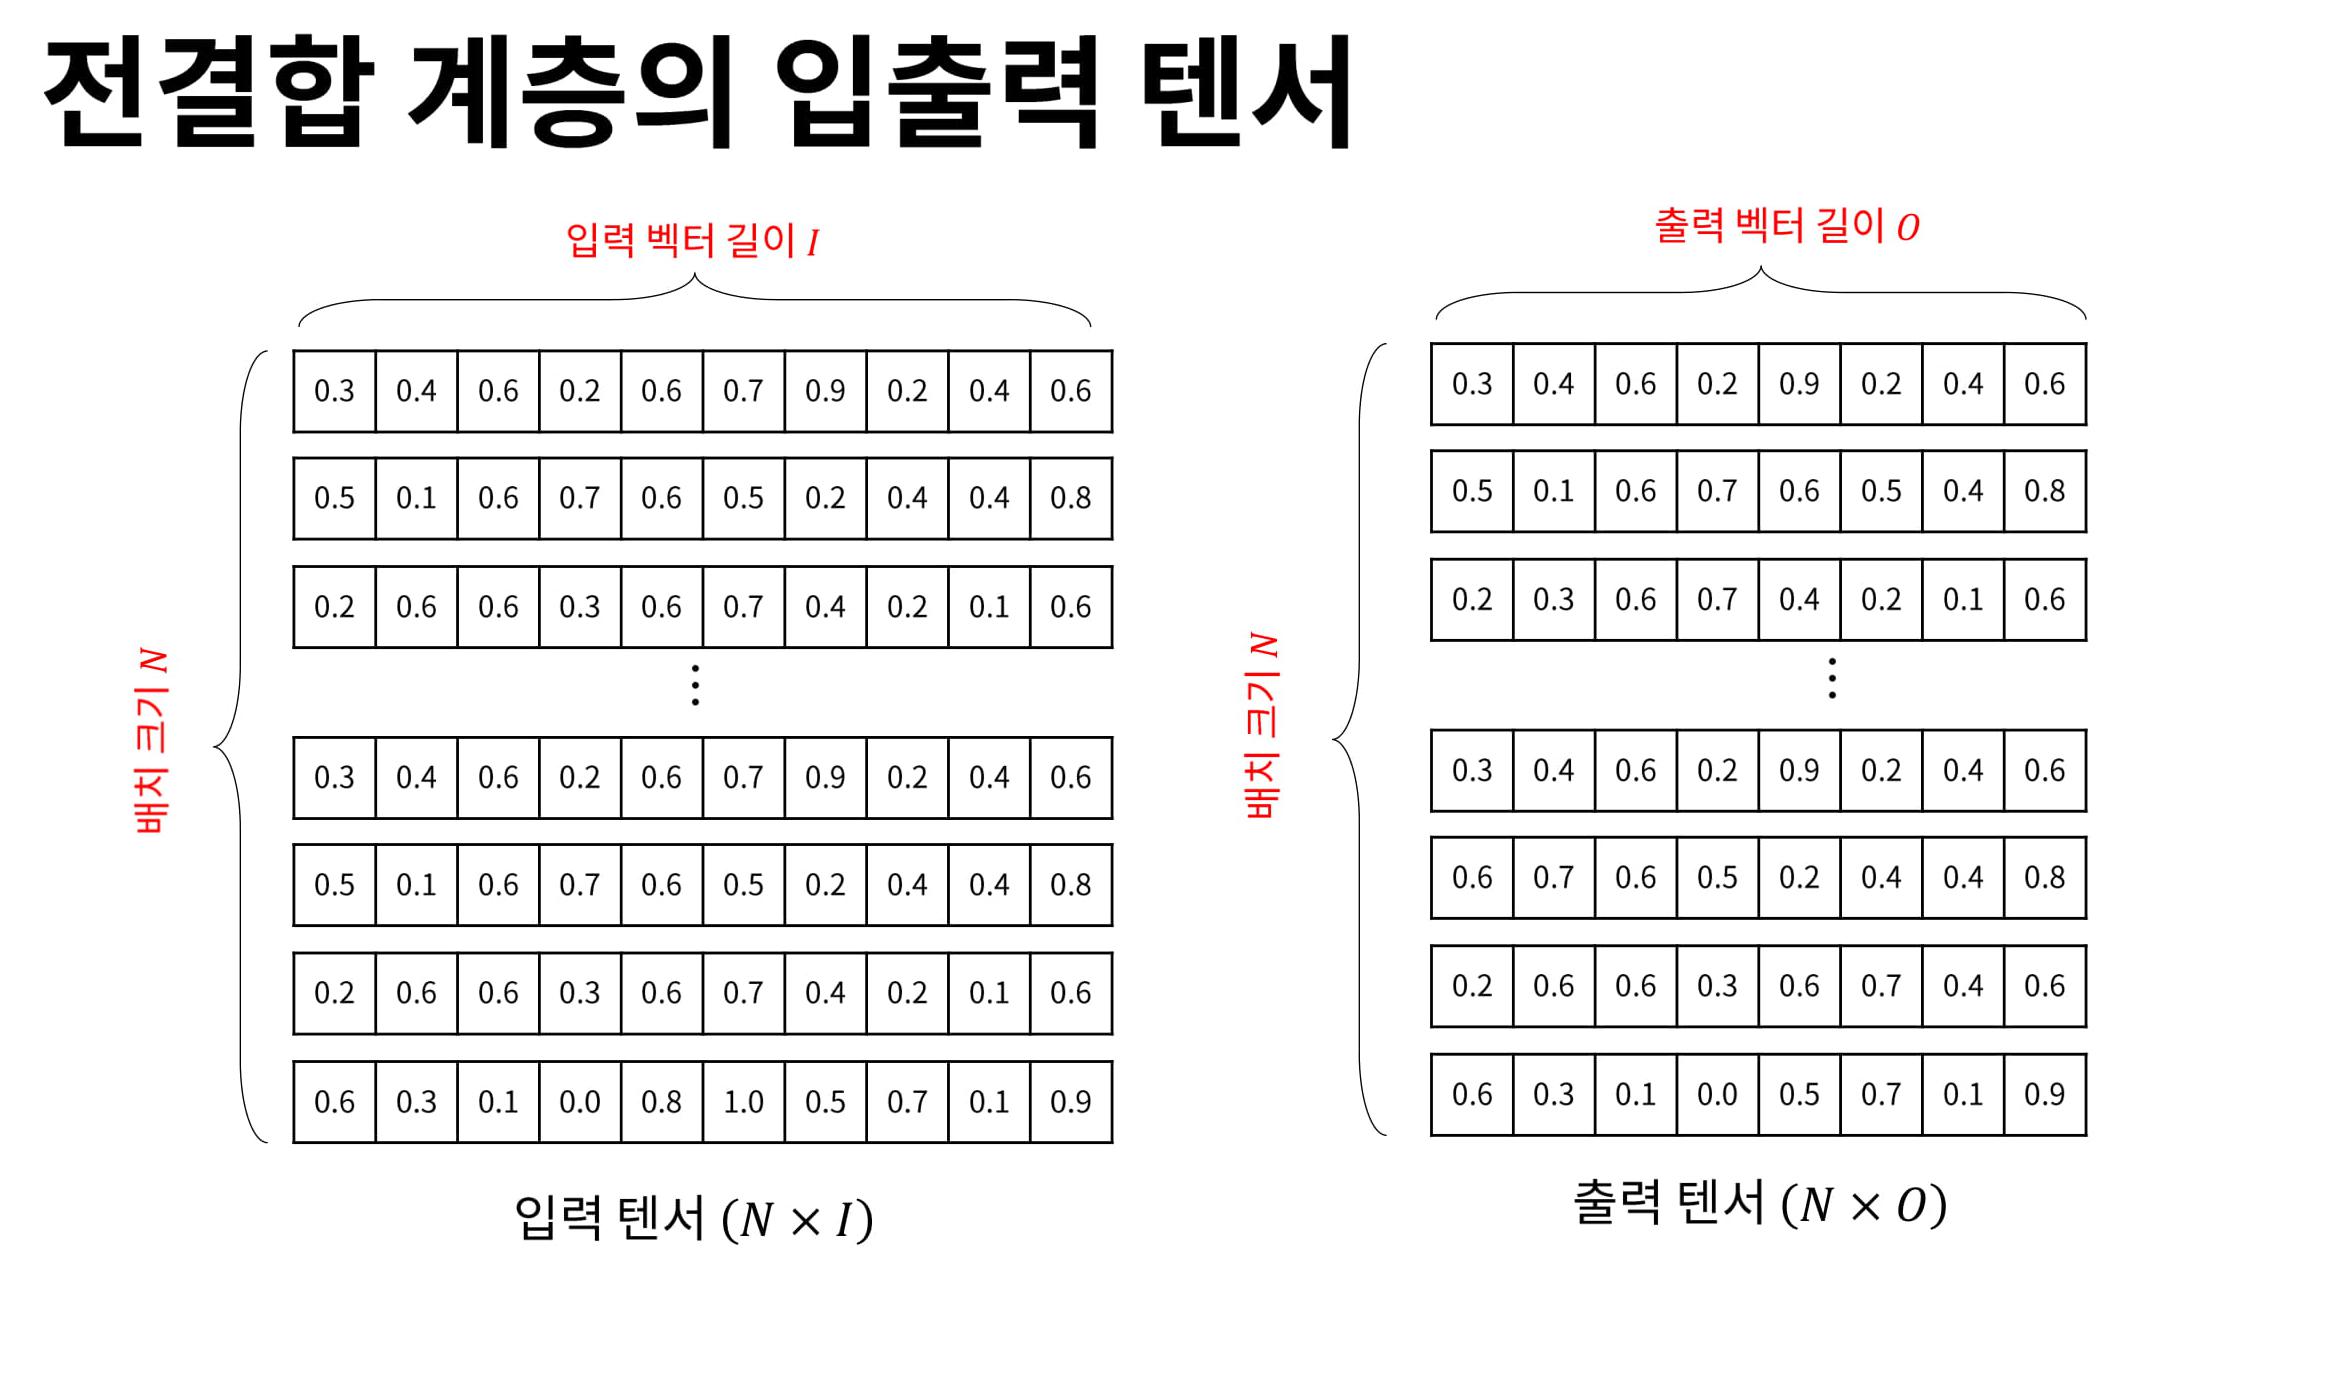 전결합 계층의 입출력 텐서
입력 벡터 길이 I
배치 크기 N
0.3 0.4 0.6 0.2 0.6 0.7 0.9 0.2 0.4 0.6
0.5 0.1 0.6 0.7 0.6 0.5 0.2 0.4 0.4 0.8
0.2 0.6 0.6 0.3 0.6 0.7 0.4 0.2 0.1 0.6
⋮
0.3 0.4 0.6 0.2 0.6 0.7 0.9 0.2 0.4 0.6
0.5 0.1 0.6 0.7 0.6 0.5 0.2 0.4 0.4 0.8
0.2 0.6 0.6 0.3 0.6 0.7 0.4 0.2 0.1 0.6
0.6 0.3 0.1 0.0 0.8 1.0 0.5 0.7 0.1 0.9
입력 텐서 (N × I)
출력 벡터 길이 O
배치 크기 N
0.3 0.4 0.6 0.2 0.9 0.2 0.4 0.6
0.5 0.1 0.6 0.7 0.6 0.5 0.4 0.8
0.2 0.3 0.6 0.7 0.4 0.2 0.1 0.6
⋮
0.3 0.4 0.6 0.2 0.9 0.2 0.4 0.6
0.6 0.7 0.6 0.5 0.2 0.4 0.4 0.8
0.2 0.6 0.6 0.3 0.6 0.7 0.4 0.6
0.6 0.3 0.1 0.0 0.5 0.7 0.1 0.9
출력 텐서 (N × O)